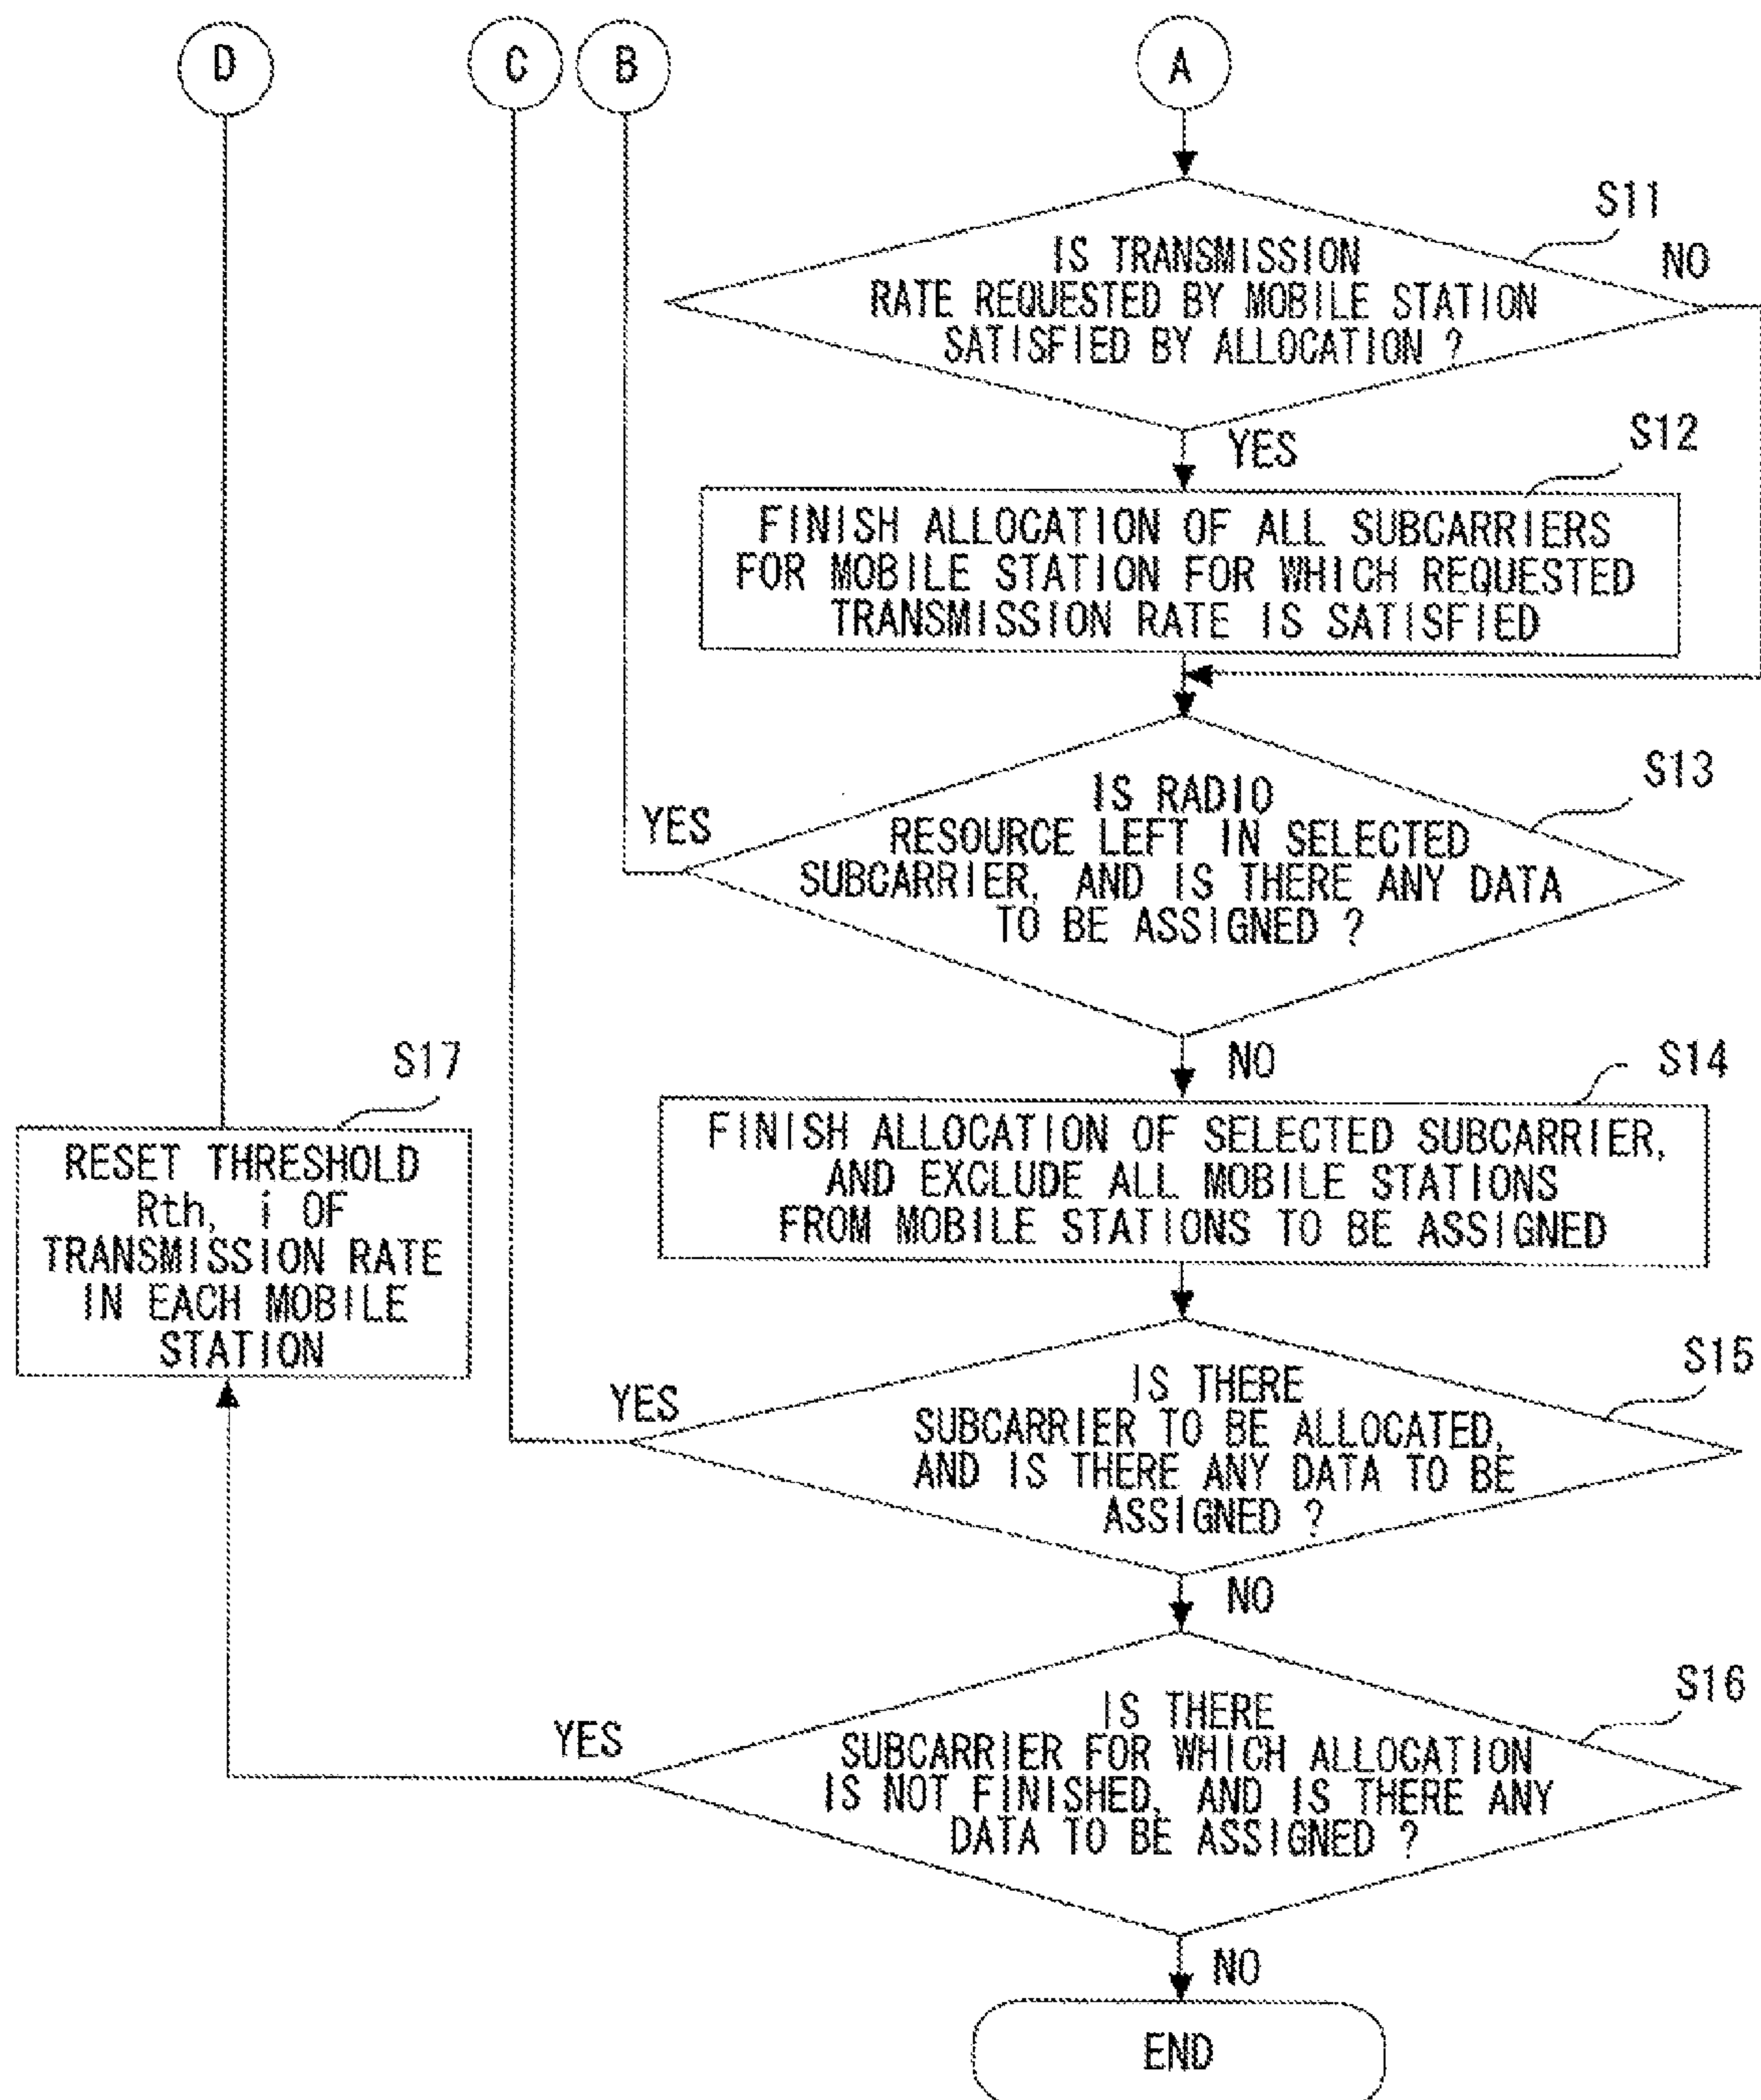 D
C
B
A
S11
IS TRANSMISSION
RATE REQUESTED BY MOBILE STATION
SATISFIED BY ALLOCATION ?
NO
YES
S12
FINISH ALLOCATION OF ALL SUBCARRIERS
FOR MOBILE STATION FOR WHICH REQUESTED
TRANSMISSION RATE IS SATISFIED
S13
IS RADIO
RESOURCE LEFT IN SELECTED
SUBCARRIER, AND IS THERE ANY DATA
TO BE ASSIGNED ?
YES
NO
S14
FINISH ALLOCATION OF SELECTED SUBCARRIER,
AND EXCLUDE ALL MOBILE STATIONS
FROM MOBILE STATIONS TO BE ASSIGNED
S17
RESET THRESHOLD
Rth, i OF
TRANSMISSION RATE
IN EACH MOBILE
STATION
S15
IS THERE
SUBCARRIER TO BE ALLOCATED,
AND IS THERE ANY DATA TO BE
ASSIGNED ?
YES
NO
S16
IS THERE
SUBCARRIER FOR WHICH ALLOCATION
IS NOT FINISHED, AND IS THERE ANY
DATA TO BE ASSIGNED ?
YES
NO
END